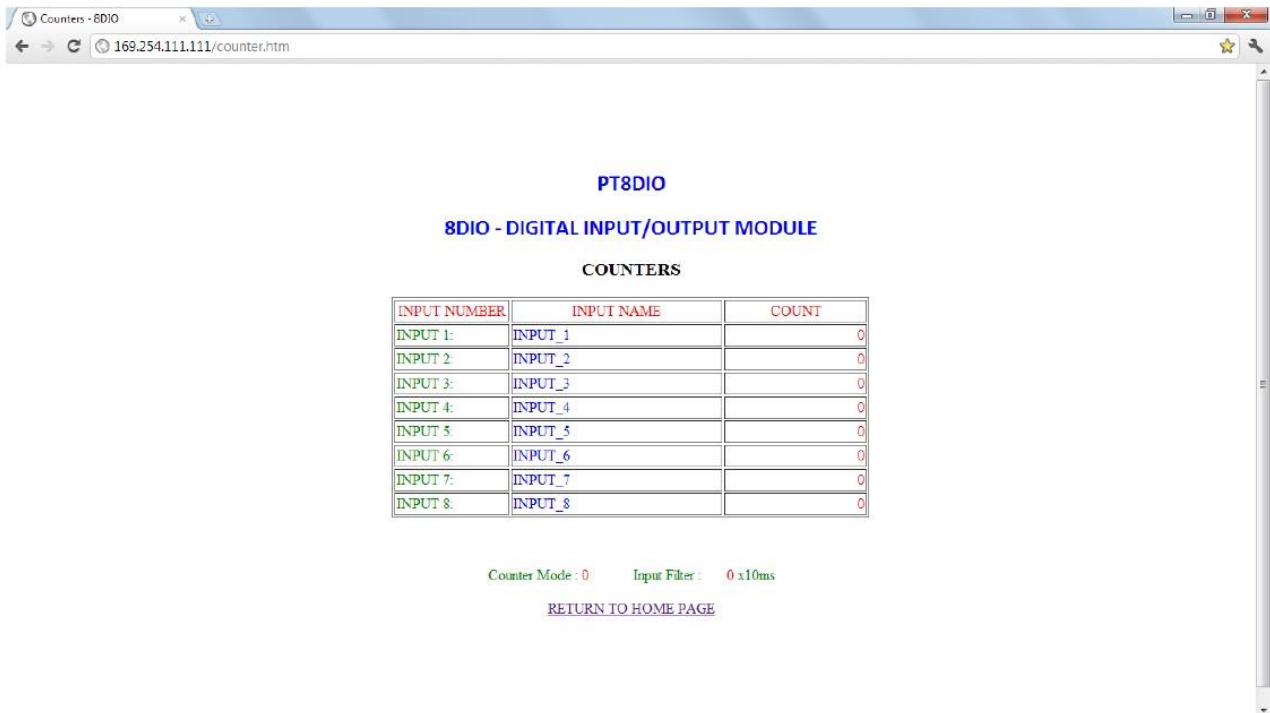 Counters - 8DIO
169.254.111.111/counter.htm
PT8DIO
8DIO - DIGITAL INPUT/OUTPUT MODULE
COUNTERS
INPUT NUMBER INPUT NAME COUNT
INPUT 1: INPUT_1 0
INPUT 2: INPUT_2 0
INPUT 3: INPUT_3 0
INPUT 4: INPUT_4 0
INPUT 5: INPUT_5 0
INPUT 6: INPUT_6 0
INPUT 7: INPUT_7 0
INPUT 8: INPUT_8 0
Counter Mode : 0 Input Filter : 0 x10ms
RETURN TO HOME PAGE